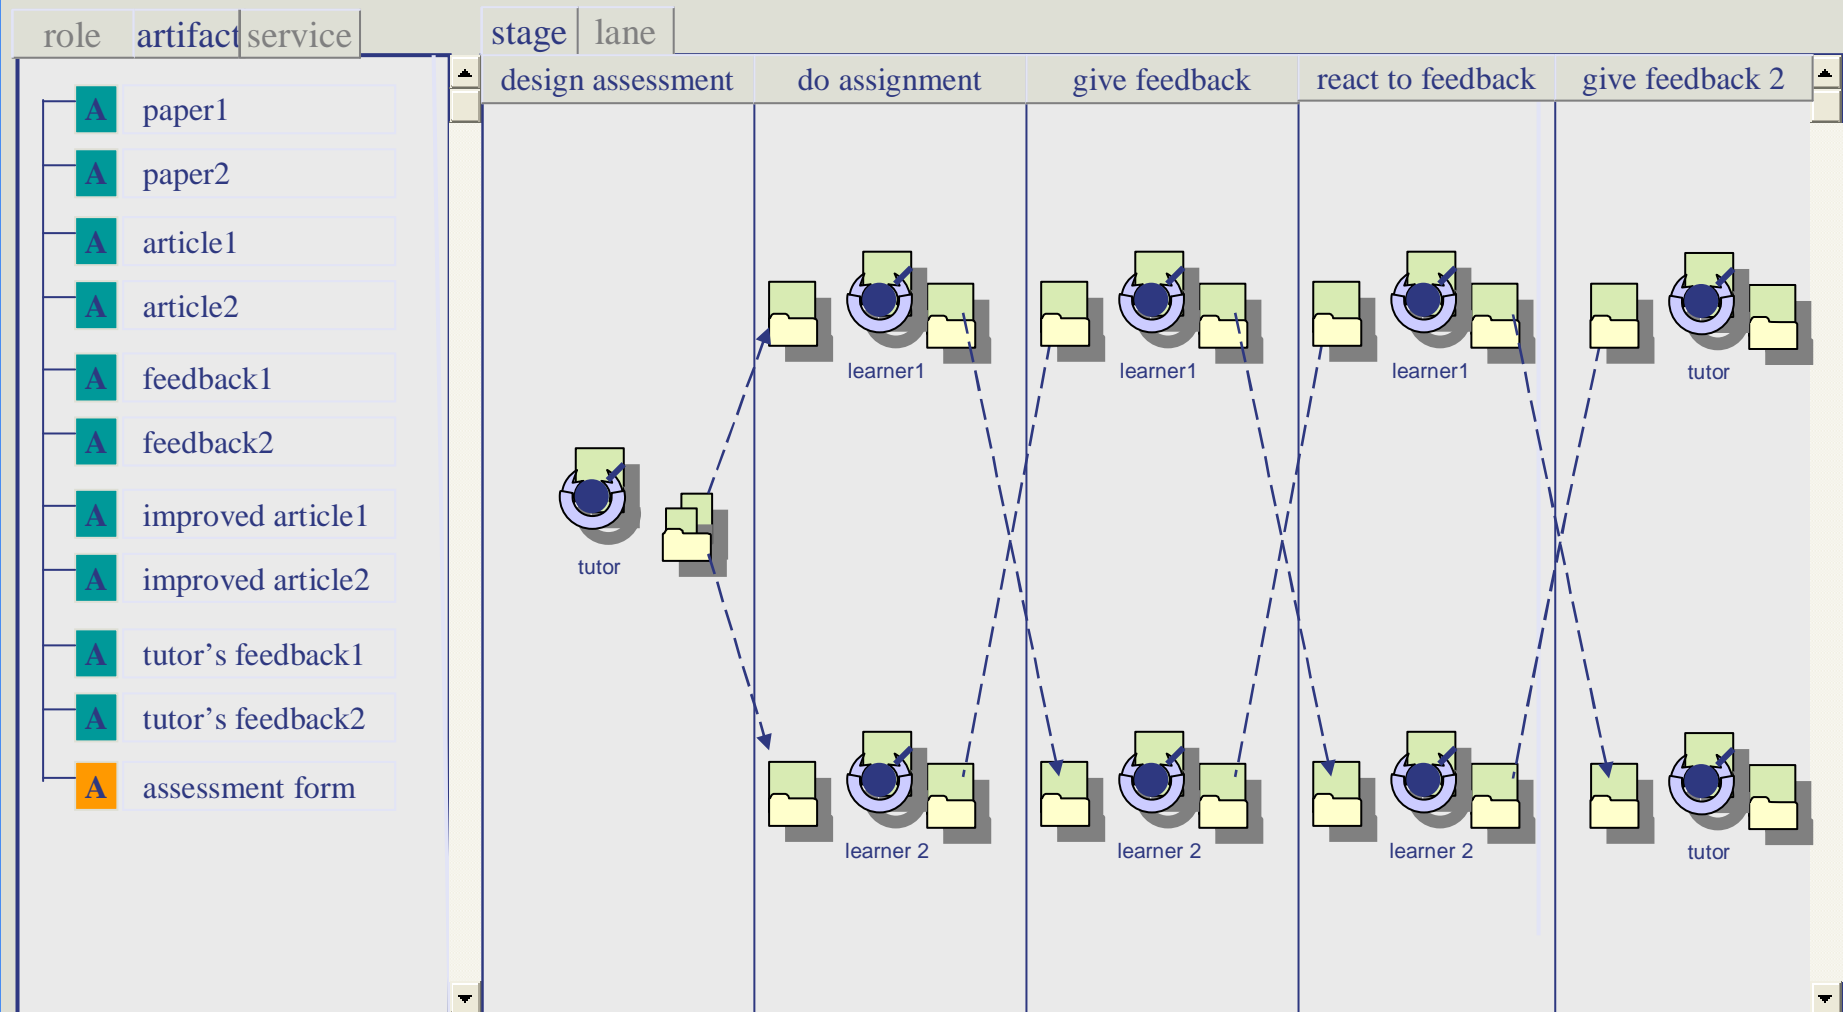 role artifact service
stage lane
design assessment do assignment give feedback react to feedback give feedback 2
A paper1
A paper2
A article1
A article2
A feedback1
A feedback2
A improved article1
A improved article2
A tutor’s feedback1
A tutor’s feedback2
A assessment form
learner1 learner1 learner1 tutor
tutor
learner 2 learner 2 learner 2 tutor